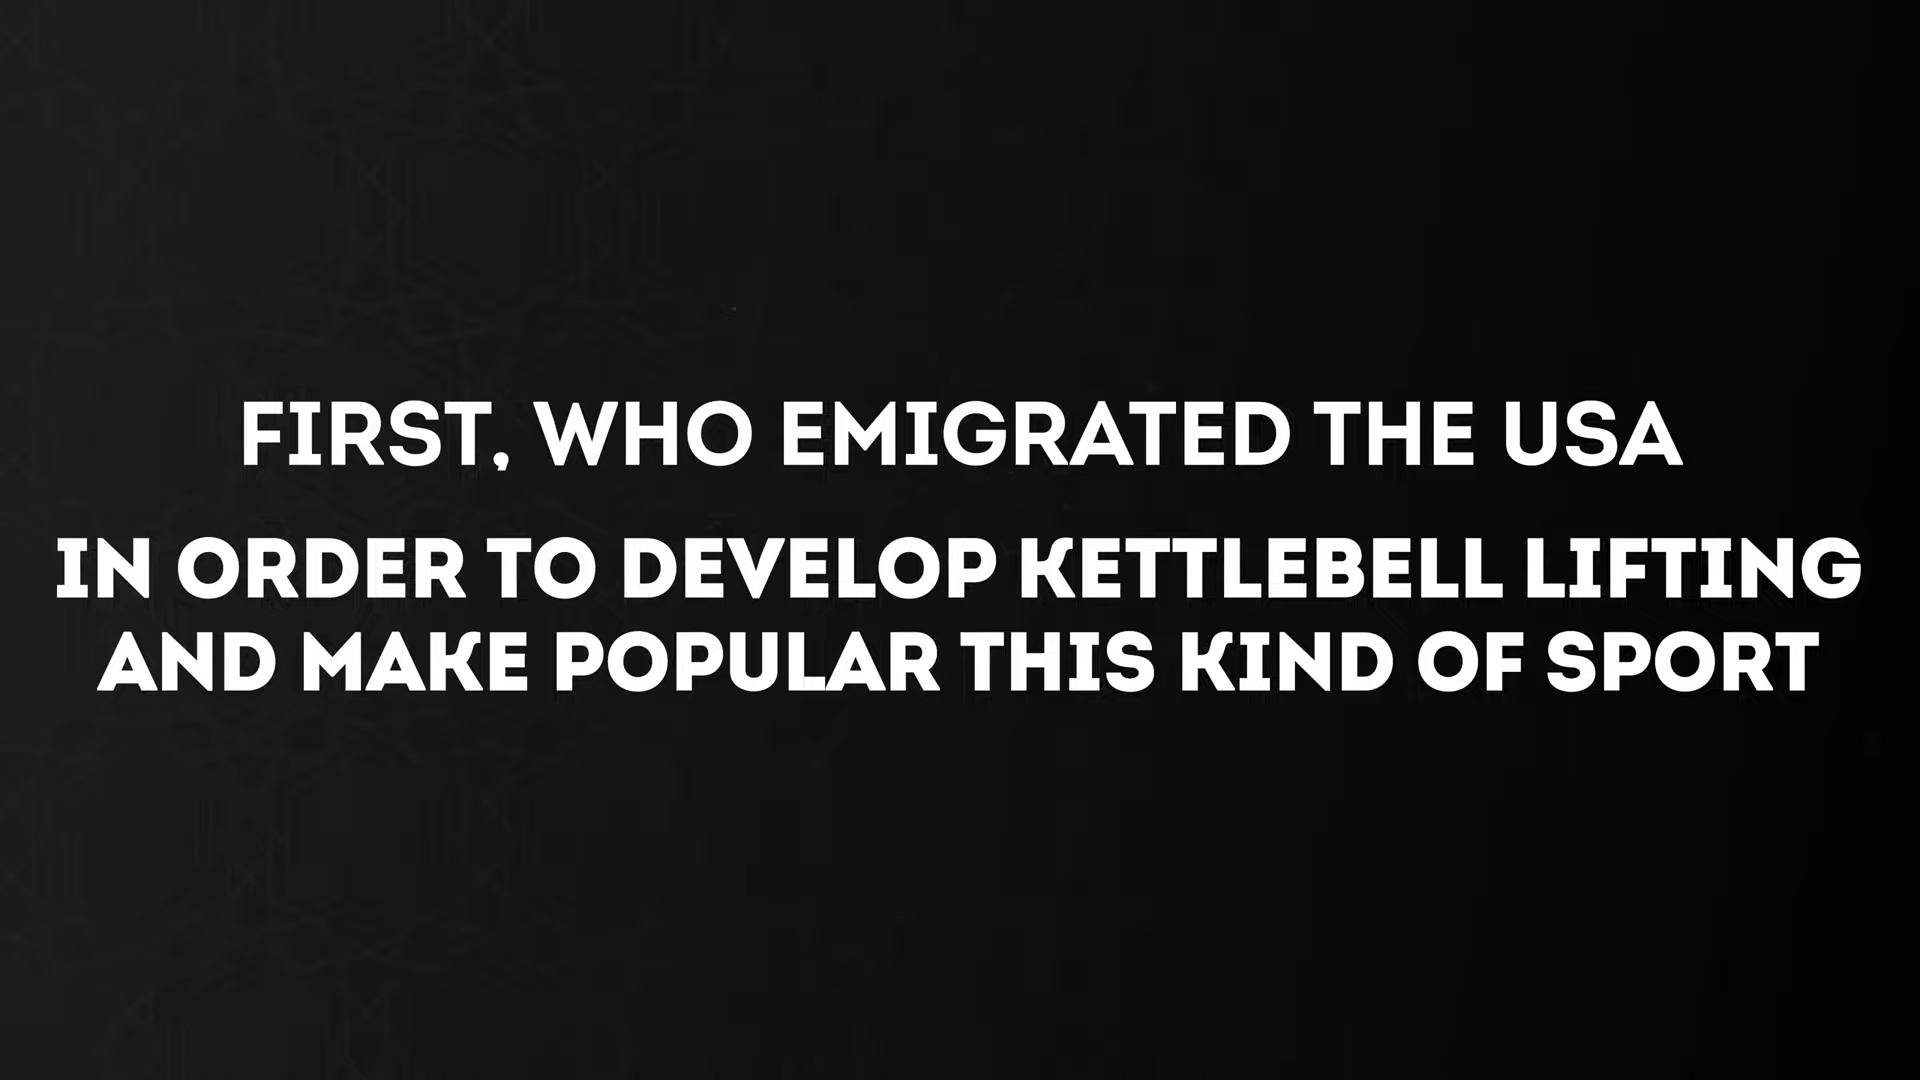 FIRST, WHO EMIGRATED THE USA
IN ORDER TO DEVELOP KETTLEBELL LIFTING
AND MAKE POPULAR THIS KIND OF SPORT